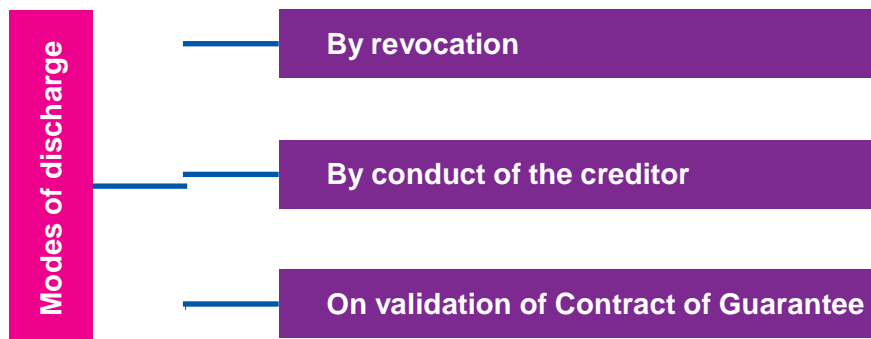 Modes of discharge
By revocation
By conduct of the creditor
On validation of Contract of Guarantee